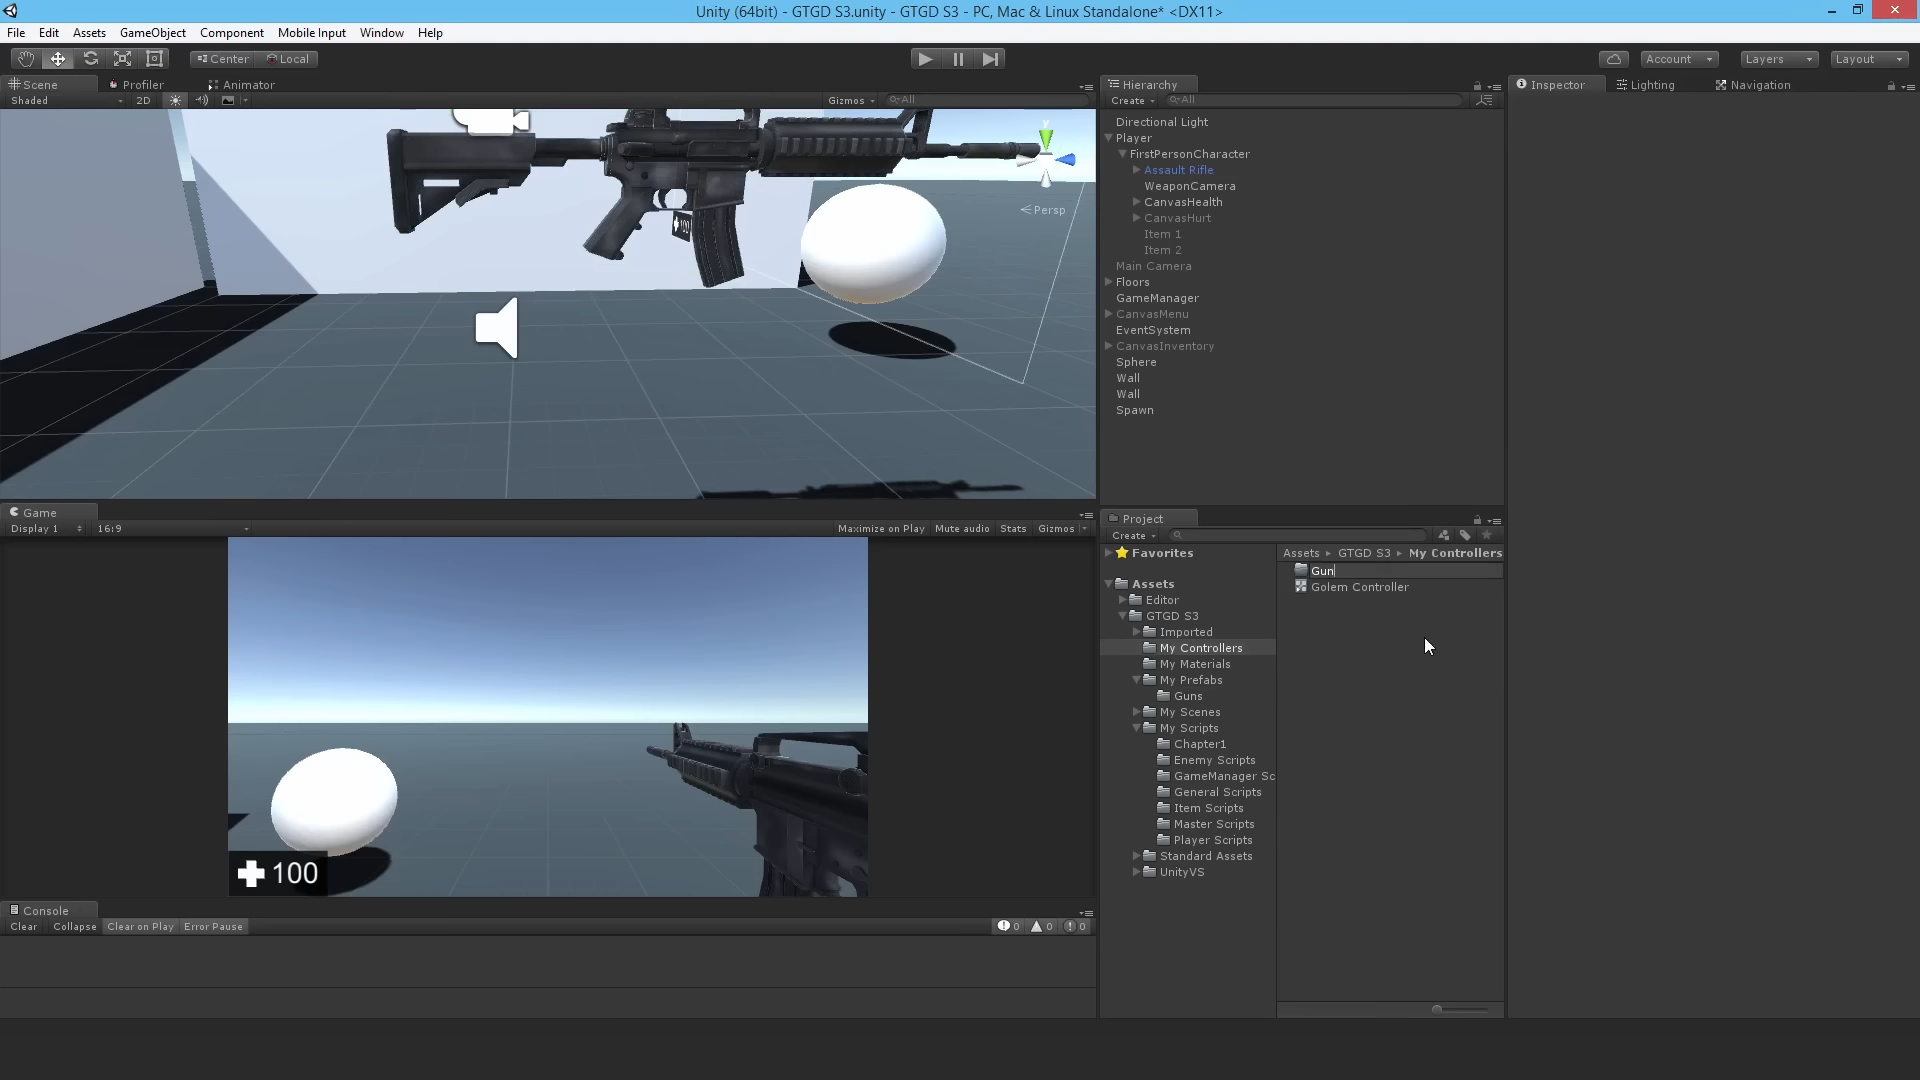 Unity (64bit) - GTGD S3.unity - GTGD S3 - PC, Mac & Linux Standalone* <DX11>
File Edit Assets GameObject Component Mobile Input Window Help
Center Local Account Layers Layout
Scene Profiler Animator
Shaded 2D Gizmos All
y
Persp
100
Game
Display 1 16:9 Maximize on Play Mute audio Stats Gizmos
100
Console
Clear Collapse Clear on Play Error Pause 0 0 0
Hierarchy
Create All
Directional Light
Player
FirstPersonCharacter
Assault Rifle
WeaponCamera
CanvasHealth
CanvasHurt
Item 1
Item 2
Main Camera
Floors
GameManager
CanvasMenu
EventSystem
CanvasInventory
Sphere
Wall
Wall
Spawn
Project
Create
Favorites
Assets
Editor
GTGD S3
Imported
My Controllers
My Materials
My Prefabs
Guns
My Scenes
My Scripts
Chapter1
Enemy Scripts
GameManager Sc
General Scripts
Item Scripts
Master Scripts
Player Scripts
Standard Assets
UnityVS
Assets GTGD S3 My Controllers
Gun
Golem Controller
Inspector Lighting Navigation